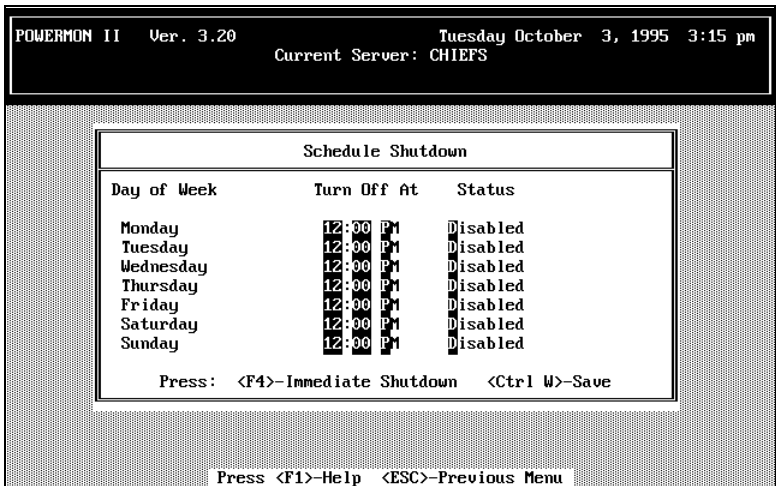 POWERMON II Ver. 3.20 Tuesday October 3, 1995 3:15 pm
Current Server: CHIEFS
Schedule Shutdown
Day of Week Turn Off At Status
Monday 12:00 PM Disabled
Tuesday 12:00 PM Disabled
Wednesday 12:00 PM Disabled
Thursday 12:00 PM Disabled
Friday 12:00 PM Disabled
Saturday 12:00 PM Disabled
Sunday 12:00 PM Disabled
Press: <F4>-Immediate Shutdown <Ctrl W>-Save
Press <F1>-Help <ESC>-Previous Menu